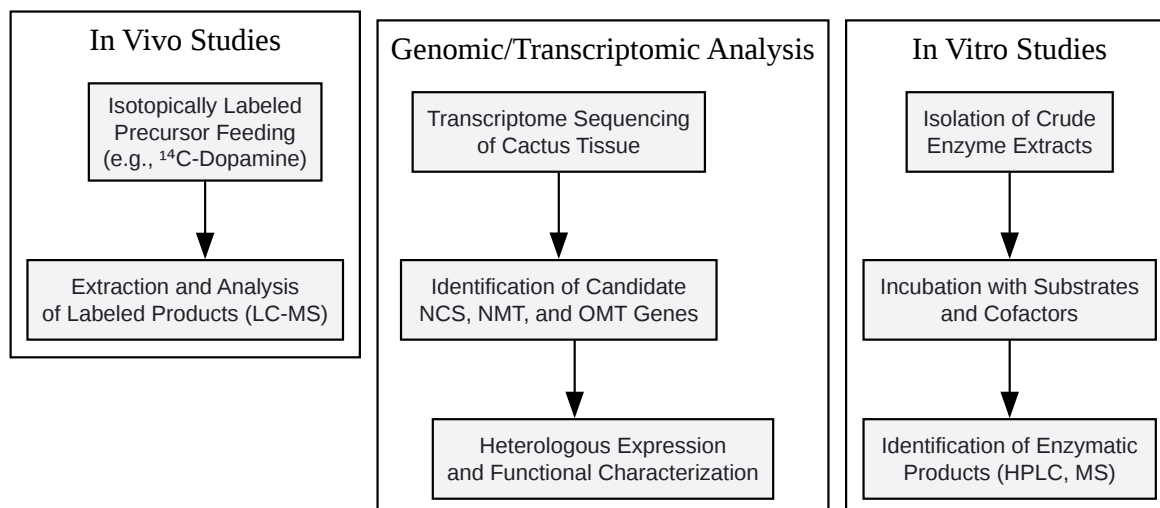 In Vivo Studies
Isotopically Labeled
Precursor Feeding
(e.g., ¹⁴C-Dopamine)
Extraction and Analysis
of Labeled Products (LC-MS)
Genomic/Transcriptomic Analysis
Transcriptome Sequencing
of Cactus Tissue
Identification of Candidate
NCS, NMT, and OMT Genes
Heterologous Expression
and Functional Characterization
In Vitro Studies
Isolation of Crude
Enzyme Extracts
Incubation with Substrates
and Cofactors
Identification of Enzymatic
Products (HPLC, MS)